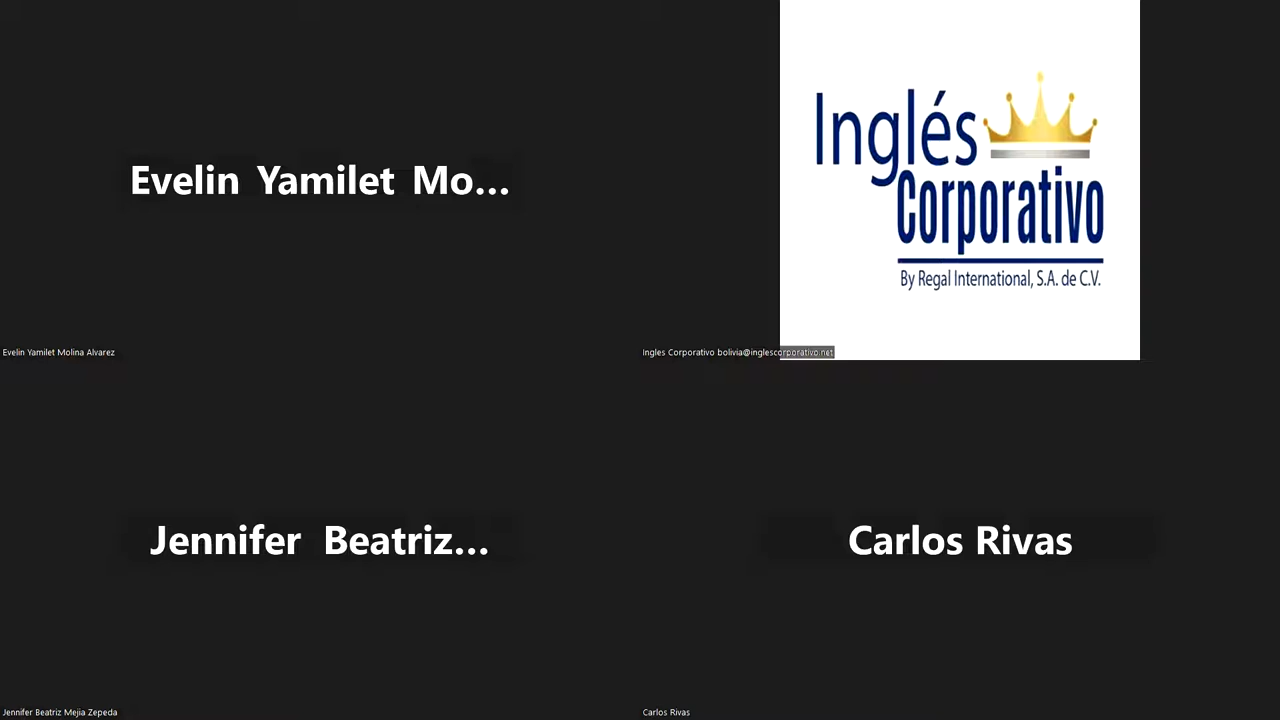 Evelin Yamilet Mo...
Evelin Yamilet Molina Alvarez
Inglés
Corporativo
By Regal International, S.A. de C.V.
Ingles Corporativo bolivia@inglescorporativo.net
Jennifer Beatriz...
Jennifer Beatriz Mejia Zepeda
Carlos Rivas
Carlos Rivas